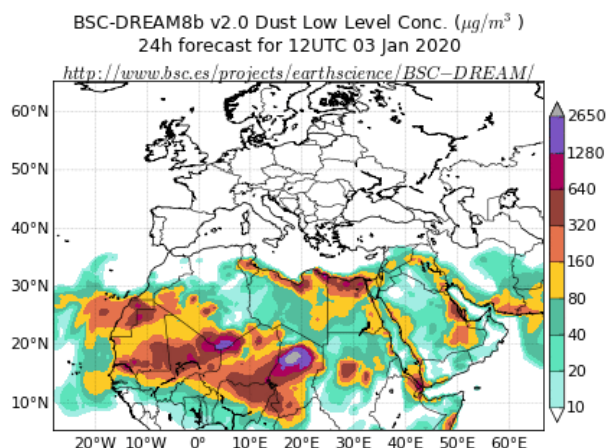 BSC-DREAM8b v2.0 Dust Low Level Conc. (μg/m³ )
24h forecast for 12UTC 03 Jan 2020
http://www.bsc.es/projects/earthscience/BSC−DREAM/
60°N
50°N
40°N
30°N
20°N
10°N
20°W 10°W 0° 10°E 20°E 30°E 40°E 50°E 60°E
2650
1280
640
320
160
80
40
20
10